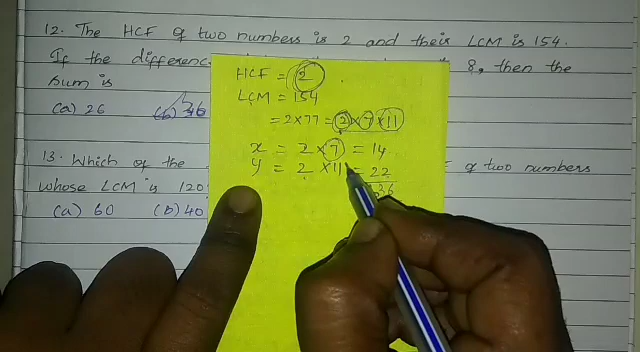 12. The HCF of two numbers is 2 and their LCM is 154.
If the differenc 8, then the
sum is
(a) 26 (b) 36
HCF = 2
LCM = 154
= 2×77 = 2×7×11
x = 2×7 = 14
y = 2×11 = 22
36
13. Which of the of two numbers
whose LCM is 120
(a) 60 (b) 40